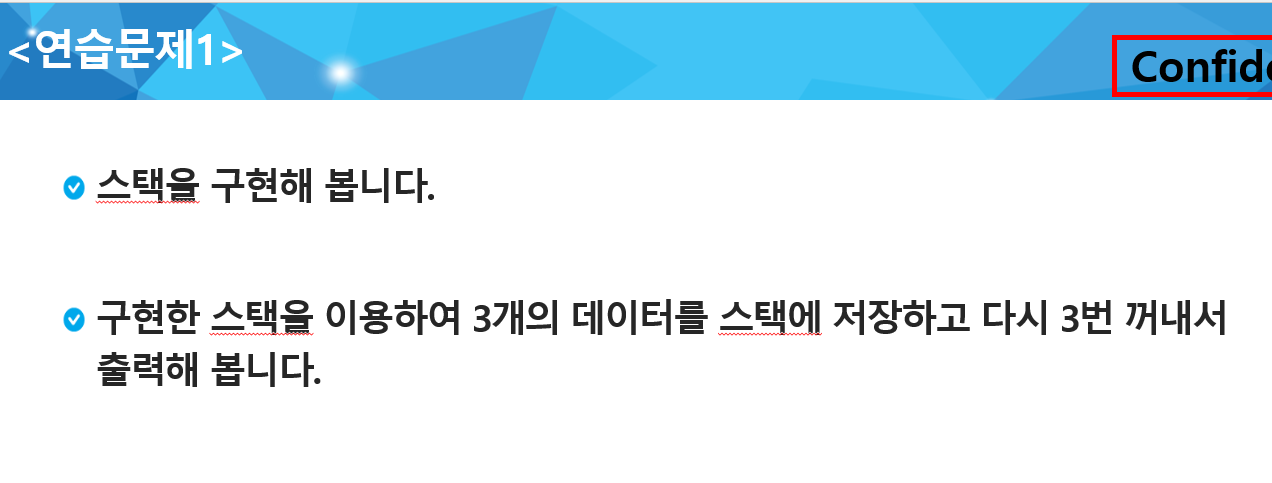 <연습문제1>
스택을 구현해 봅니다.
구현한 스택을 이용하여 3개의 데이터를 스택에 저장하고 다시 3번 꺼내서
출력해 봅니다.